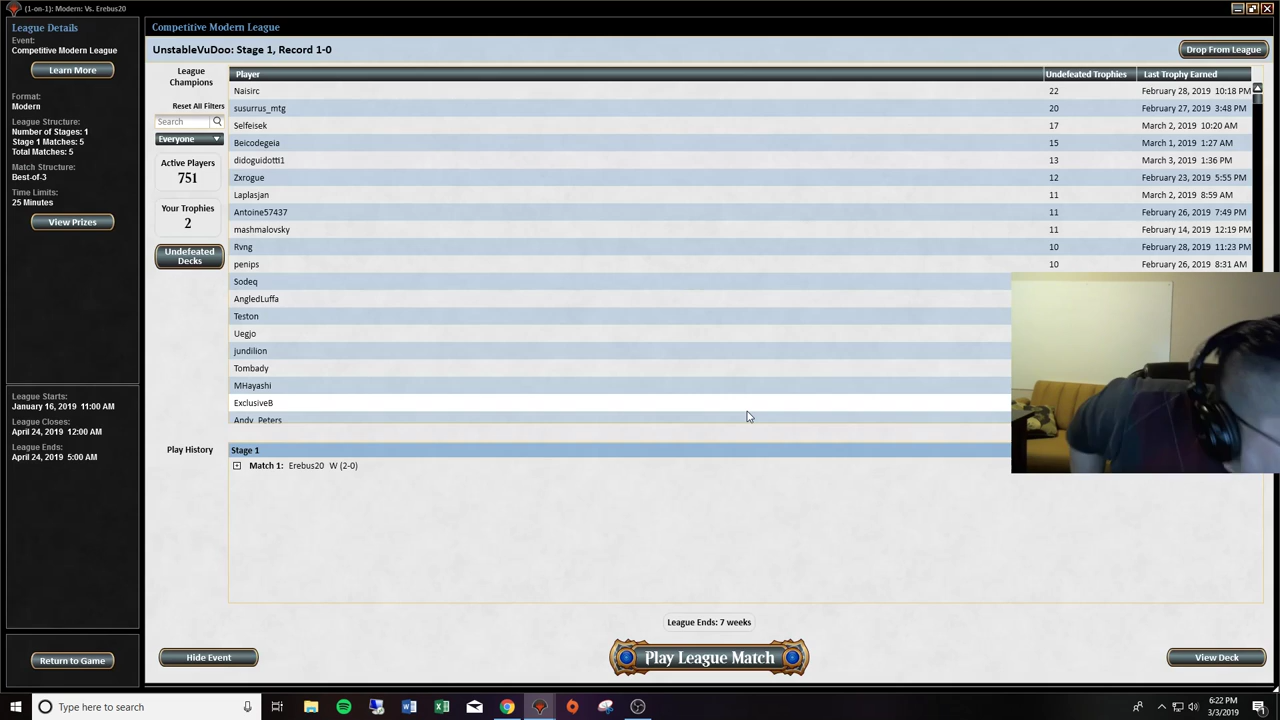 (1-on-1): Modern: Vs. Erebus20
League Details
Event:
Competitive Modern League
Learn More
Format:
Modern
League Structure:
Number of Stages: 1
Stage 1 Matches: 5
Total Matches: 5
Match Structure:
Best-of-3
Time Limits:
25 Minutes
View Prizes
League Starts:
January 16, 2019 11:00 AM
League Closes:
April 24, 2019 12:00 AM
League Ends:
April 24, 2019 5:00 AM
Return to Game
Competitive Modern League
UnstableVuDoo: Stage 1, Record 1-0
Drop From League
League
Champions
Reset All Filters
Search
Everyone
Active Players
751
Your Trophies
2
Undefeated
Decks
Player Undefeated Trophies Last Trophy Earned
Naisirc 22 February 28, 2019 10:18 PM
susurrus_mtg 20 February 27, 2019 3:48 PM
Selfeisek 17 March 2, 2019 10:20 AM
Beicodegeia 15 March 1, 2019 1:27 AM
didoguidotti1 13 March 3, 2019 1:36 PM
Zxrogue 12 February 23, 2019 5:55 PM
Laplasjan 11 March 2, 2019 8:59 AM
Antoine57437 11 February 26, 2019 7:49 PM
mashmalovsky 11 February 14, 2019 12:19 PM
Rvng 10 February 28, 2019 11:23 PM
penips 10 February 26, 2019 8:31 AM
Sodeq
AngledLuffa
Teston
Uegjo
jundilion
Tombady
MHayashi
ExclusiveB
Andy_Peters
Play History
Stage 1
Match 1: Erebus20 W (2-0)
League Ends: 7 weeks
Hide Event
Play League Match
View Deck
Type here to search
6:22 PM
3/3/2019